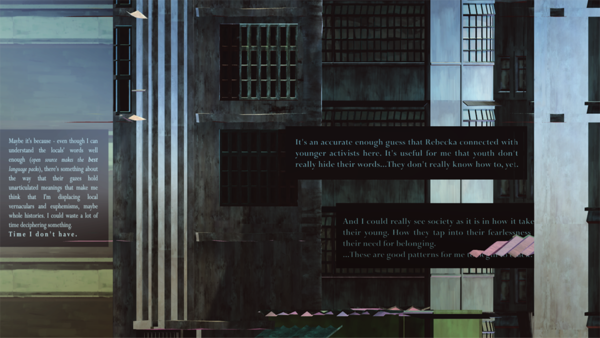 Maybe it's because - even though I can
understand the locals' words well
enough (open source makes the best
language packs), there's something about
the way that their gazes hold
unarticulated meanings that make me
think that I'm displacing local
vernaculars and euphemisms, maybe
whole histories. I could waste a lot of
time deciphering something.
Time I don't have.
It's an accurate enough guess that Rebecka connected with
younger activists here. It's useful for me that youth don't
really hide their words...They don't really know how to, yet.
And I could really see society as it is in how it take
their young. How they tap into their fearlessness
their need for belonging.
...These are good patterns for me